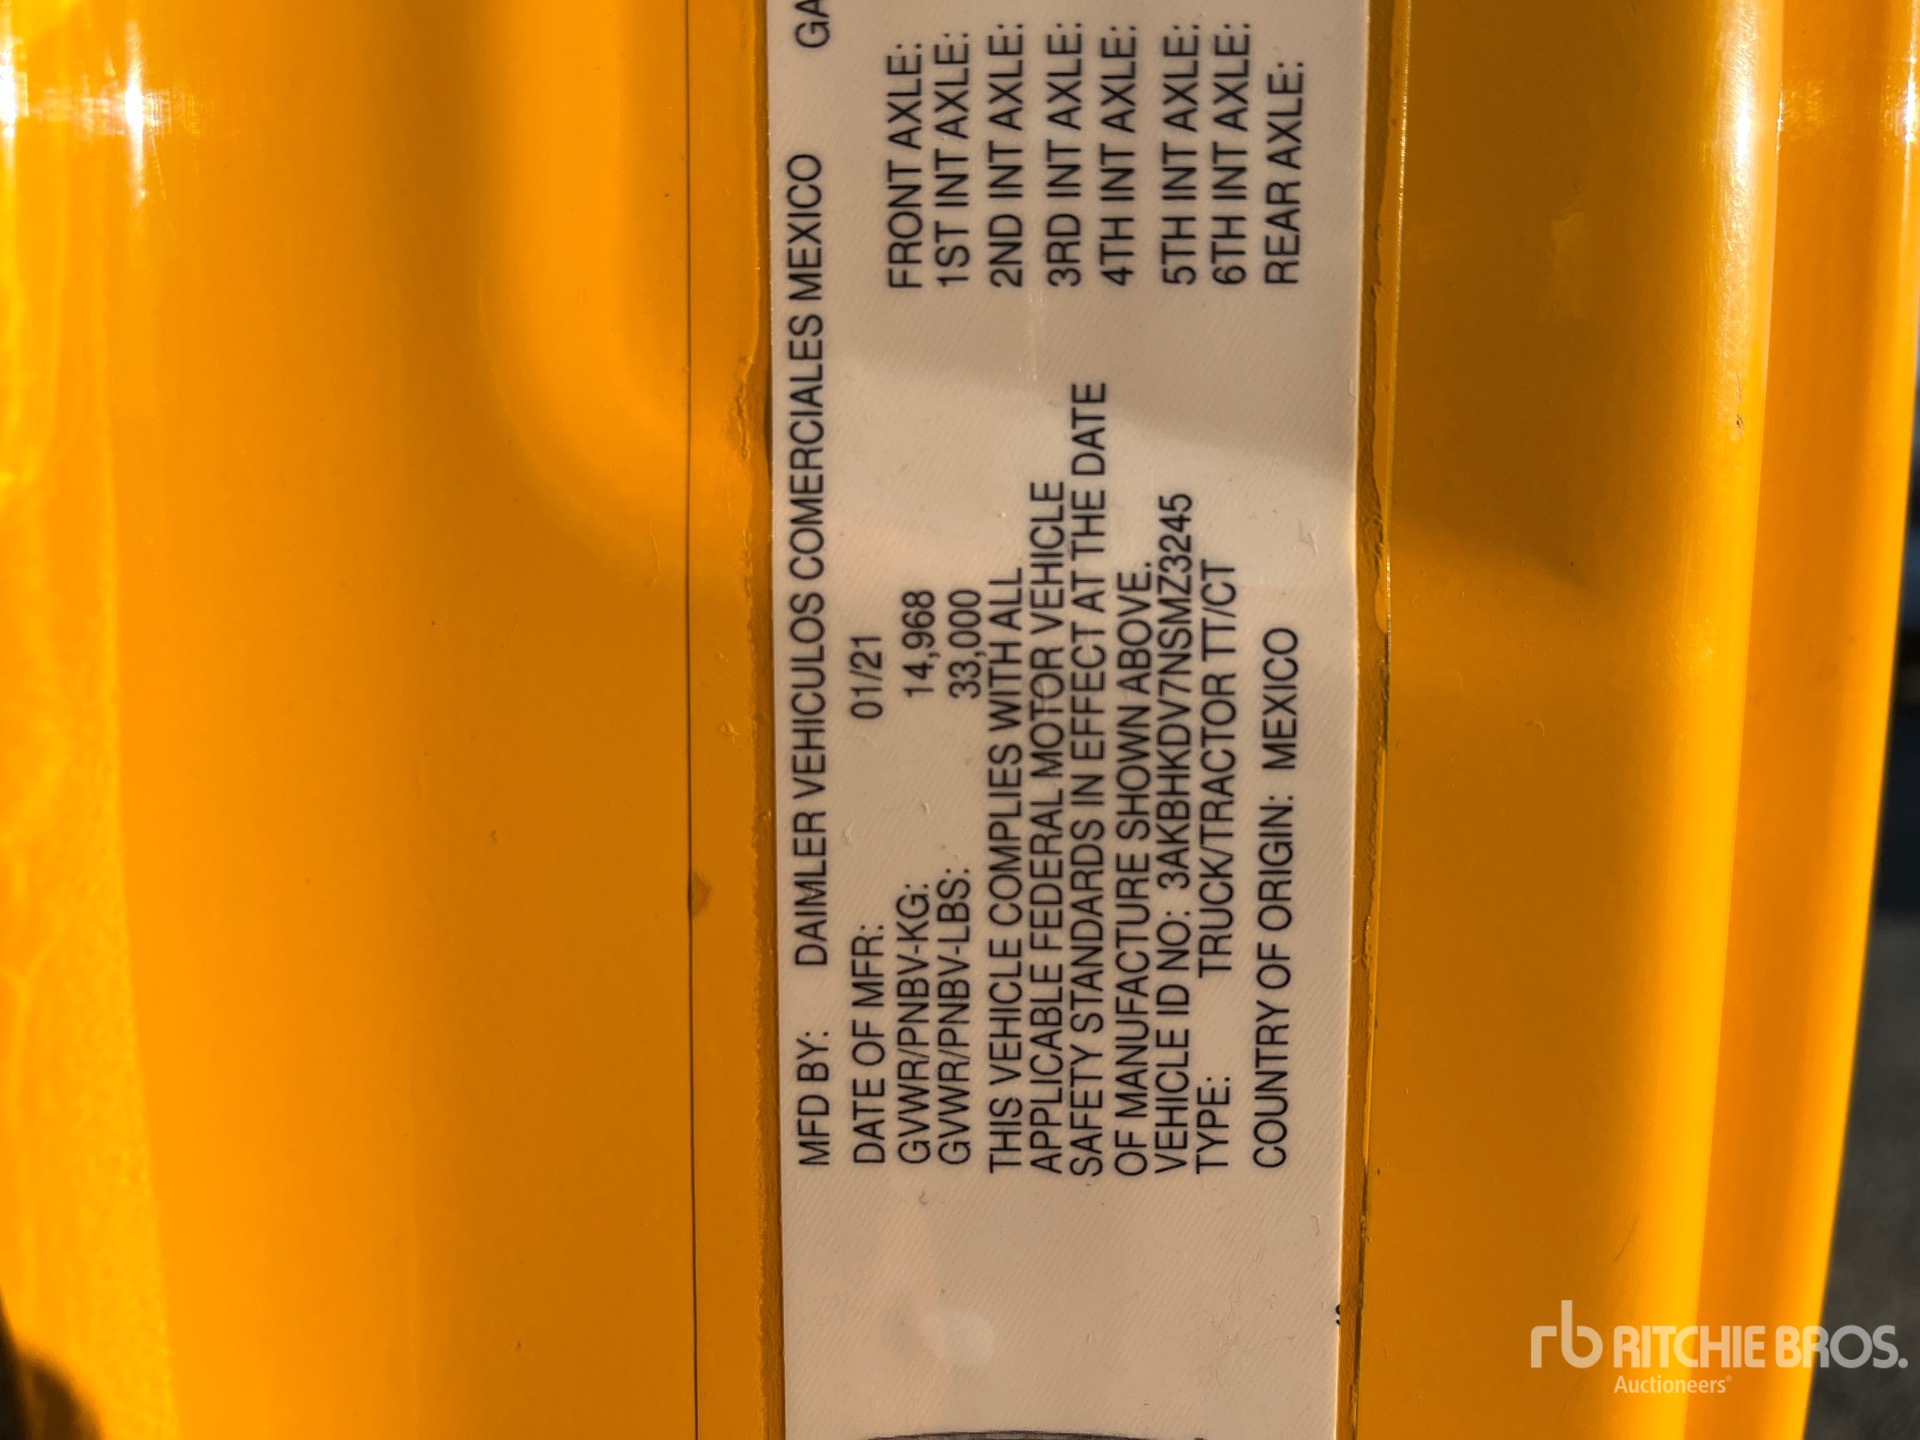 MFD BY: DAIMLER VEHICULOS COMERCIALES MEXICO GA
DATE OF MFR: 01/21
GVWR/PNBV-KG: 14,968
GVWR/PNBV-LBS: 33,000
THIS VEHICLE COMPLIES WITH ALL
APPLICABLE FEDERAL MOTOR VEHICLE
SAFETY STANDARDS IN EFFECT AT THE DATE
OF MANUFACTURE SHOWN ABOVE.
VEHICLE ID NO: 3AKBHKDV7NSMZ3245
TYPE: TRUCK/TRACTOR TT/CT
COUNTRY OF ORIGIN: MEXICO
FRONT AXLE:
1ST INT AXLE:
2ND INT AXLE:
3RD INT AXLE:
4TH INT AXLE:
5TH INT AXLE:
6TH INT AXLE:
REAR AXLE:
rb RITCHIE BROS.
Auctioneers